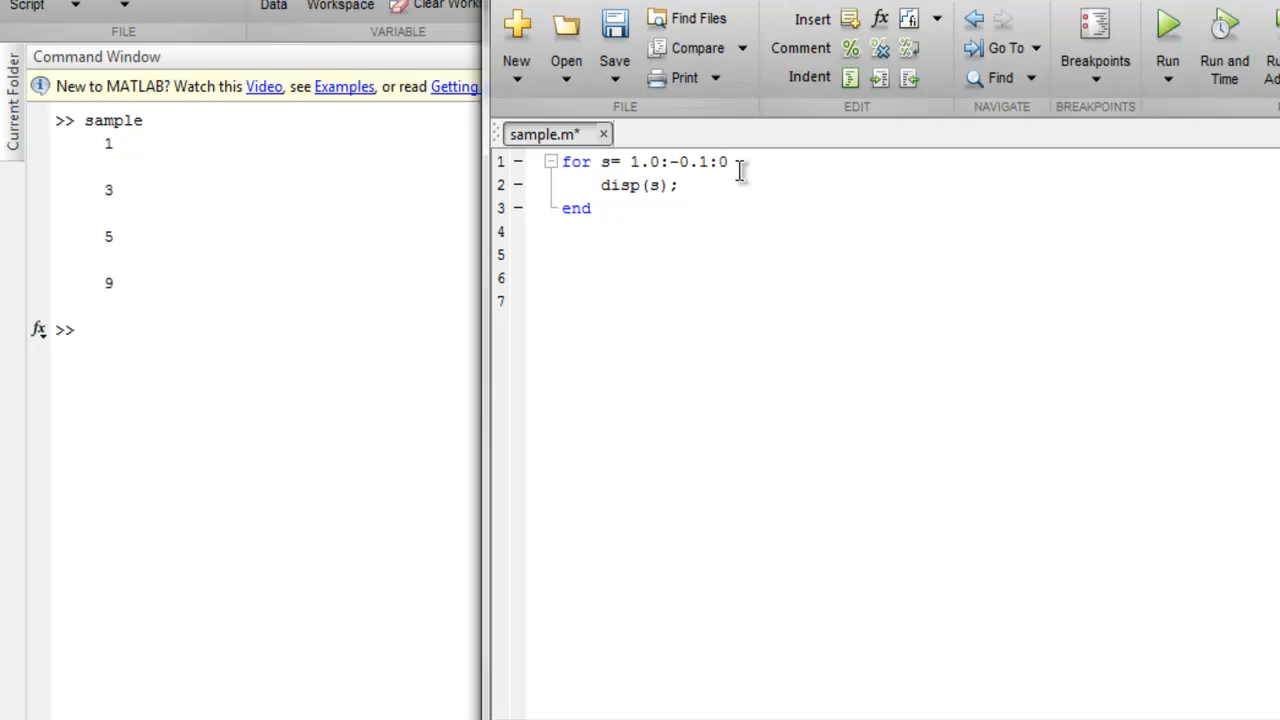 Script
Data
Workspace
FILE
VARIABLE
Current Folder
Command Window
New to MATLAB? Watch this Video, see Examples, or read Getting
>> sample
1
3
5
9
fx >>
New
Open
Save
Find Files
Compare
Print
FILE
Insert
fx
Comment
%
Indent
EDIT
Go To
Find
NAVIGATE
Breakpoints
BREAKPOINTS
Run
Run and
Time
sample.m* ×
1 – for s= 1.0:-0.1:0
2 – disp(s);
3 – end
4
5
6
7